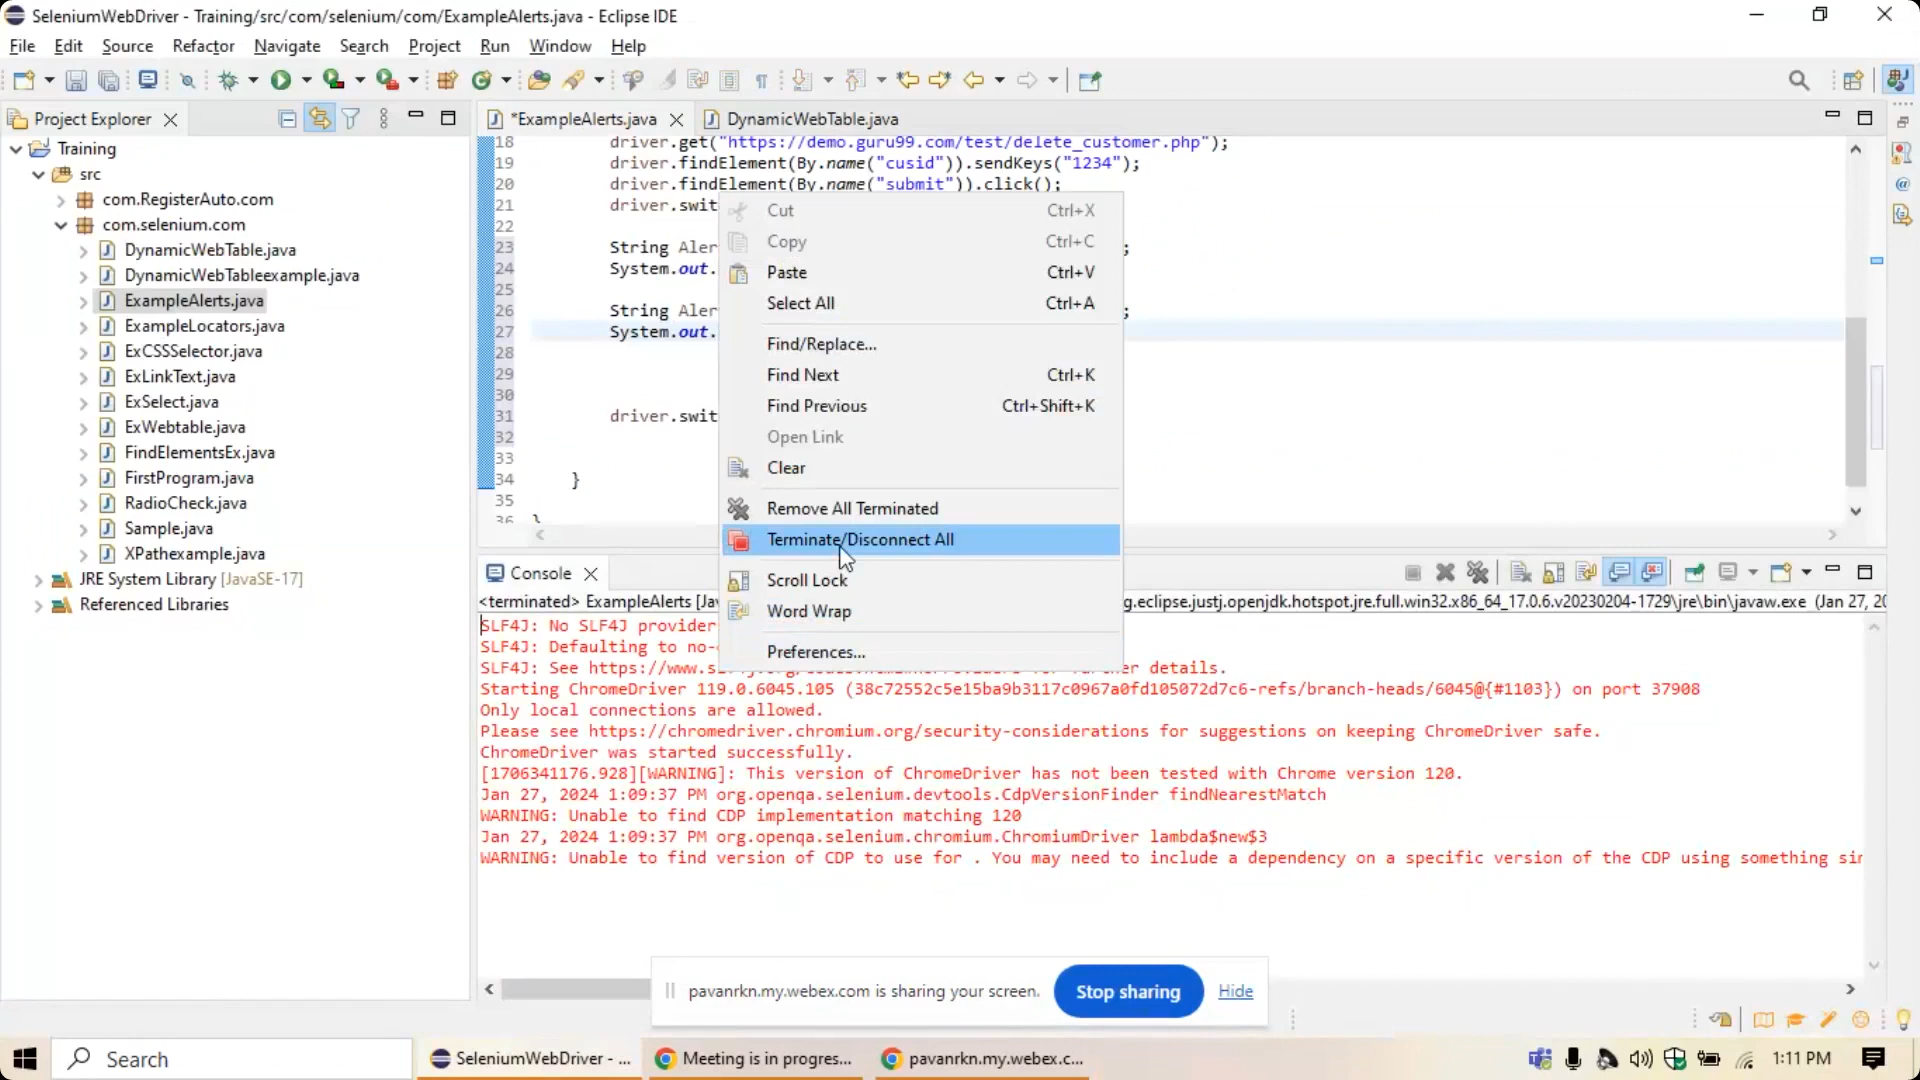 SeleniumWebDriver - Training/src/com/selenium/com/ExampleAlerts.java - Eclipse IDE
File Edit Source Refactor Navigate Search Project Run Window Help
Project Explorer
Training
src
com.RegisterAuto.com
com.selenium.com
DynamicWebTable.java
DynamicWebTableexample.java
ExampleAlerts.java
ExampleLocators.java
ExCSSSelector.java
ExLinkText.java
ExSelect.java
ExWebtable.java
FindElementsEx.java
FirstProgram.java
RadioCheck.java
Sample.java
XPathexample.java
JRE System Library [JavaSE-17]
Referenced Libraries
*ExampleAlerts.java DynamicWebTable.java
18 driver.get("https://demo.guru99.com/test/delete_customer.php");
19 driver.findElement(By.name("cusid")).sendKeys("1234");
20 driver.findElement(By.name("submit")).click();
21 driver.swit
22
23 String Aler ;
24 System.out.
25
26 String Aler ;
27 System.out.
28
29
30
31 driver.swit
32
33
34 }
35
36
Cut Ctrl+X
Copy Ctrl+C
Paste Ctrl+V
Select All Ctrl+A
Find/Replace...
Find Next Ctrl+K
Find Previous Ctrl+Shift+K
Open Link
Clear
Remove All Terminated
Terminate/Disconnect All
Scroll Lock
Word Wrap
Preferences...
Console
<terminated> ExampleAlerts [Ja g.eclipse.justj.openjdk.hotspot.jre.full.win32.x86_64_17.0.6.v20230204-1729\jre\bin\javaw.exe (Jan 27, 20
SLF4J: No SLF4J provider
SLF4J: Defaulting to no-
SLF4J: See https://www.s er details.
Starting ChromeDriver 119.0.6045.105 (38c72552c5e15ba9b3117c0967a0fd105072d7c6-refs/branch-heads/6045@{#1103}) on port 37908
Only local connections are allowed.
Please see https://chromedriver.chromium.org/security-considerations for suggestions on keeping ChromeDriver safe.
ChromeDriver was started successfully.
[1706341176.928][WARNING]: This version of ChromeDriver has not been tested with Chrome version 120.
Jan 27, 2024 1:09:37 PM org.openqa.selenium.devtools.CdpVersionFinder findNearestMatch
WARNING: Unable to find CDP implementation matching 120
Jan 27, 2024 1:09:37 PM org.openqa.selenium.chromium.ChromiumDriver lambda$new$3
WARNING: Unable to find version of CDP to use for . You may need to include a dependency on a specific version of the CDP using something sin
pavanrkn.my.webex.com is sharing your screen. Stop sharing Hide
Search SeleniumWebDriver - ... Meeting is in progres... pavanrkn.my.webex.c... 1:11 PM